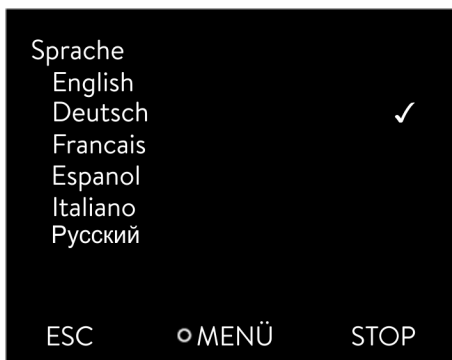 Sprache
English
Deutsch ✓
Francais
Espanol
Italiano
Русский
ESC MENÜ STOP